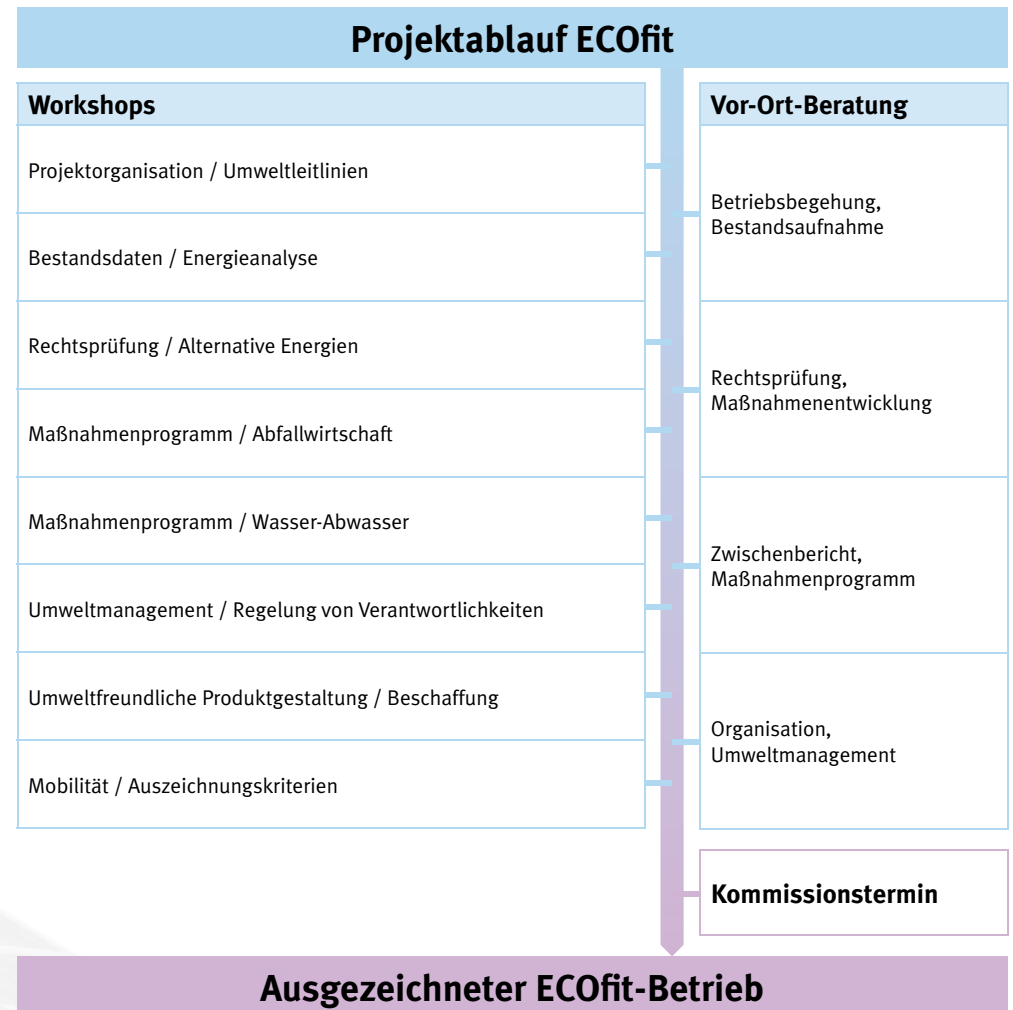 Projektablauf ECOfit
Workshops
Projektorganisation / Umweltleitlinien
Bestandsdaten / Energieanalyse
Rechtsprüfung / Alternative Energien
Maßnahmenprogramm / Abfallwirtschaft
Maßnahmenprogramm / Wasser-Abwasser
Umweltmanagement / Regelung von Verantwortlichkeiten
Umweltfreundliche Produktgestaltung / Beschaffung
Mobilität / Auszeichnungskriterien
Vor-Ort-Beratung
Betriebsbegehung,
Bestandsaufnahme
Rechtsprüfung,
Maßnahmenentwicklung
Zwischenbericht,
Maßnahmenprogramm
Organisation,
Umweltmanagement
Kommissionstermin
Ausgezeichneter ECOfit-Betrieb